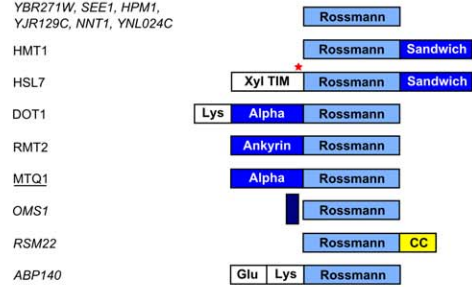 YBR271W, SEE1, HPM1,
YJR129C, NNT1, YNL024C Rossmann
HMT1 Rossmann Sandwich
HSL7 Xyl TIM Rossmann Sandwich
DOT1 Lys Alpha Rossmann
RMT2 Ankyrin Rossmann
MTQ1 Alpha Rossmann
OMS1 Rossmann
RSM22 Rossmann CC
ABP140 Glu Lys Rossmann